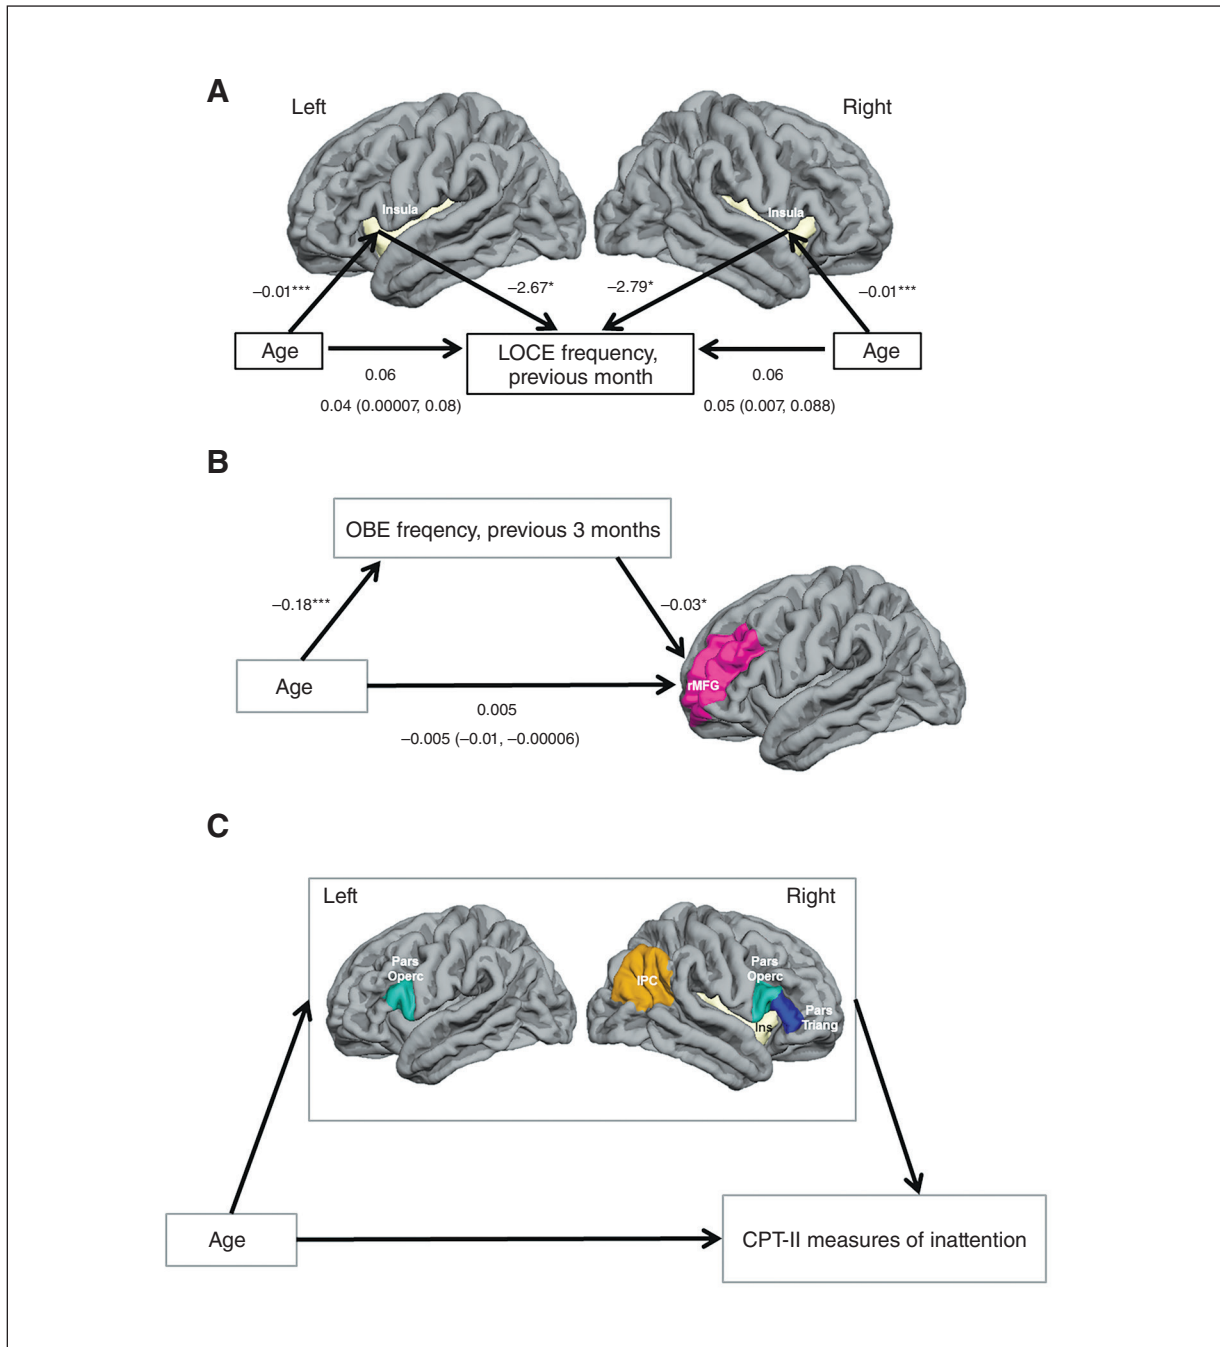 A
Left
Right
Insula
Insula
–0.01***
–2.67*
–2.79*
–0.01***
Age
LOCE frequency,
previous month
Age
0.06
0.06
0.04 (0.00007, 0.08)
0.05 (0.007, 0.088)
B
OBE freqency, previous 3 months
–0.18***
–0.03*
Age
rMFG
0.005
–0.005 (–0.01, –0.00006)
C
Left
Right
Pars
Operc
IPC
Pars
Operc
Ins
Pars
Triang
Age
CPT-II measures of inattention